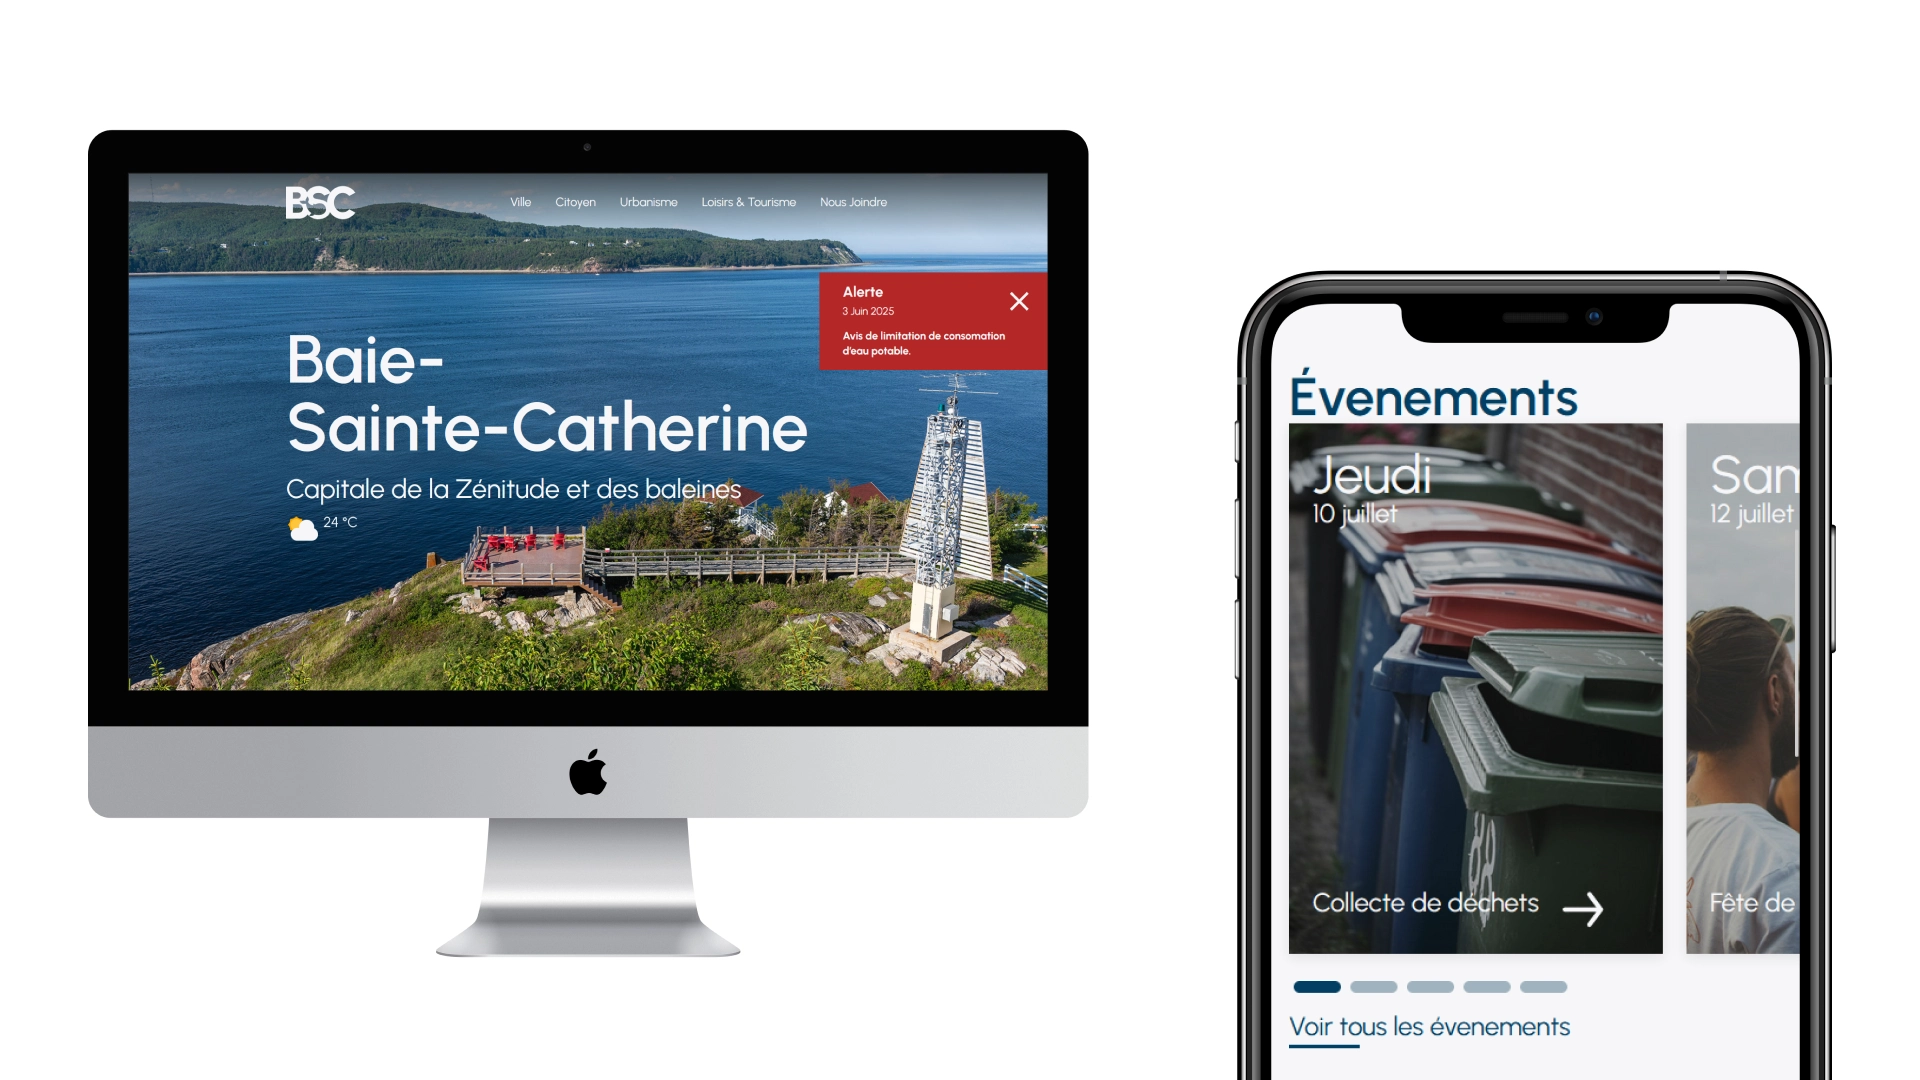 BSC
Ville Citoyen Urbanisme Loisirs & Tourisme Nous Joindre
Alerte
3 Juin 2025
Avis de limitation de consomation
d'eau potable.
Baie-
Sainte-Catherine
Capitale de la Zénitude et des baleines
24 °C
Évenements
Jeudi
10 juillet
Collecte de déchets
Sam
12 juillet
Fête de
Voir tous les évenements